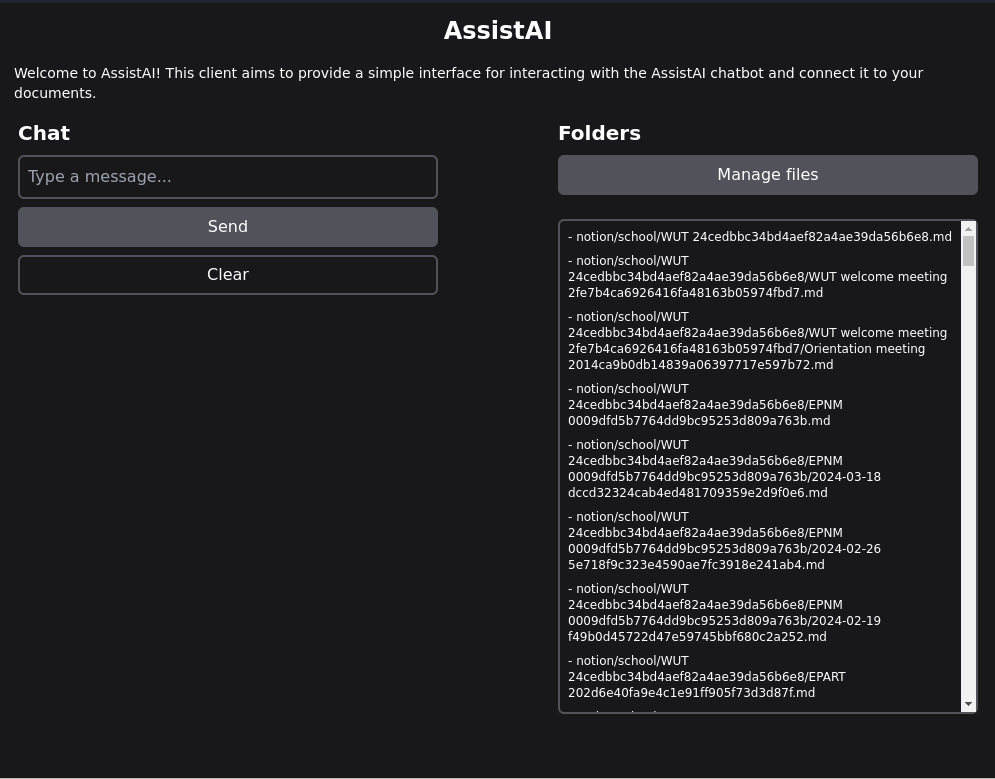 AssistAI
Welcome to AssistAI! This client aims to provide a simple interface for interacting with the AssistAI chatbot and connect it to your
documents.
Chat
Type a message...
Send
Clear
Folders
Manage files
- notion/school/WUT 24cedbbc34bd4aef82a4ae39da56b6e8.md
- notion/school/WUT
24cedbbc34bd4aef82a4ae39da56b6e8/WUT welcome meeting
2fe7b4ca6926416fa48163b05974fbd7.md
- notion/school/WUT
24cedbbc34bd4aef82a4ae39da56b6e8/WUT welcome meeting
2fe7b4ca6926416fa48163b05974fbd7/Orientation meeting
2014ca9b0db14839a06397717e597b72.md
- notion/school/WUT
24cedbbc34bd4aef82a4ae39da56b6e8/EPNM
0009dfd5b7764dd9bc95253d809a763b.md
- notion/school/WUT
24cedbbc34bd4aef82a4ae39da56b6e8/EPNM
0009dfd5b7764dd9bc95253d809a763b/2024-03-18
dccd32324cab4ed481709359e2d9f0e6.md
- notion/school/WUT
24cedbbc34bd4aef82a4ae39da56b6e8/EPNM
0009dfd5b7764dd9bc95253d809a763b/2024-02-26
5e718f9c323e4590ae7fc3918e241ab4.md
- notion/school/WUT
24cedbbc34bd4aef82a4ae39da56b6e8/EPNM
0009dfd5b7764dd9bc95253d809a763b/2024-02-19
f49b0d45722d47e59745bbf680c2a252.md
- notion/school/WUT
24cedbbc34bd4aef82a4ae39da56b6e8/EPART
202d6e40fa9e4c1e91ff905f73d3d87f.md